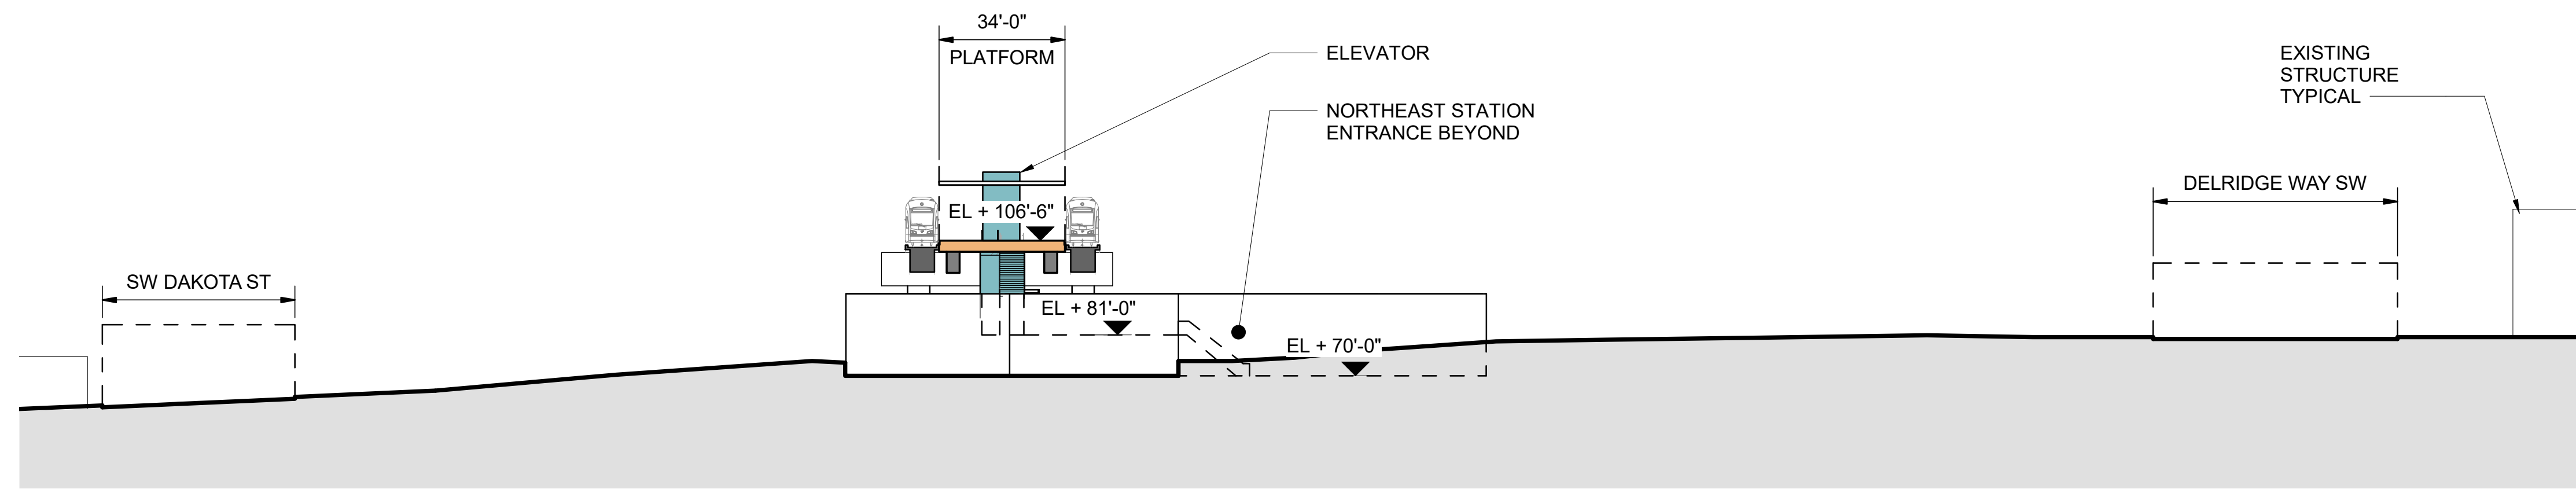 34'-0"
PLATFORM
ELEVATOR
NORTHEAST STATION
ENTRANCE BEYOND
EXISTING
STRUCTURE
TYPICAL
DELRIDGE WAY SW
EL + 106'-6"
SW DAKOTA ST
EL + 81'-0"
EL + 70'-0"